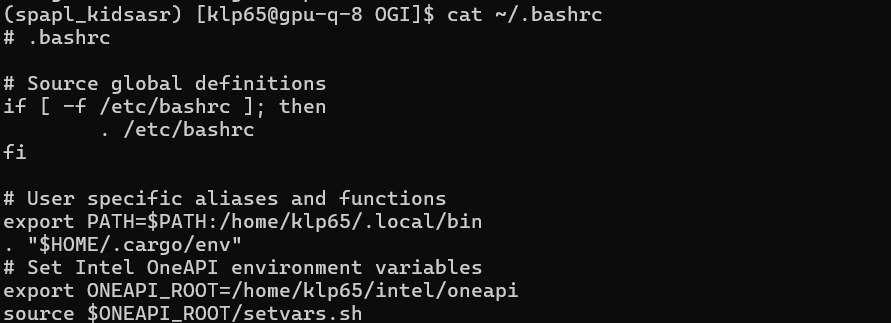 (spapl_kidsasr) [klp65@gpu-q-8 OGI]$ cat ~/.bashrc
# .bashrc

# Source global definitions
if [ -f /etc/bashrc ]; then
        . /etc/bashrc
fi

# User specific aliases and functions
export PATH=$PATH:/home/klp65/.local/bin
. "$HOME/.cargo/env"
# Set Intel OneAPI environment variables
export ONEAPI_ROOT=/home/klp65/intel/oneapi
source $ONEAPI_ROOT/setvars.sh